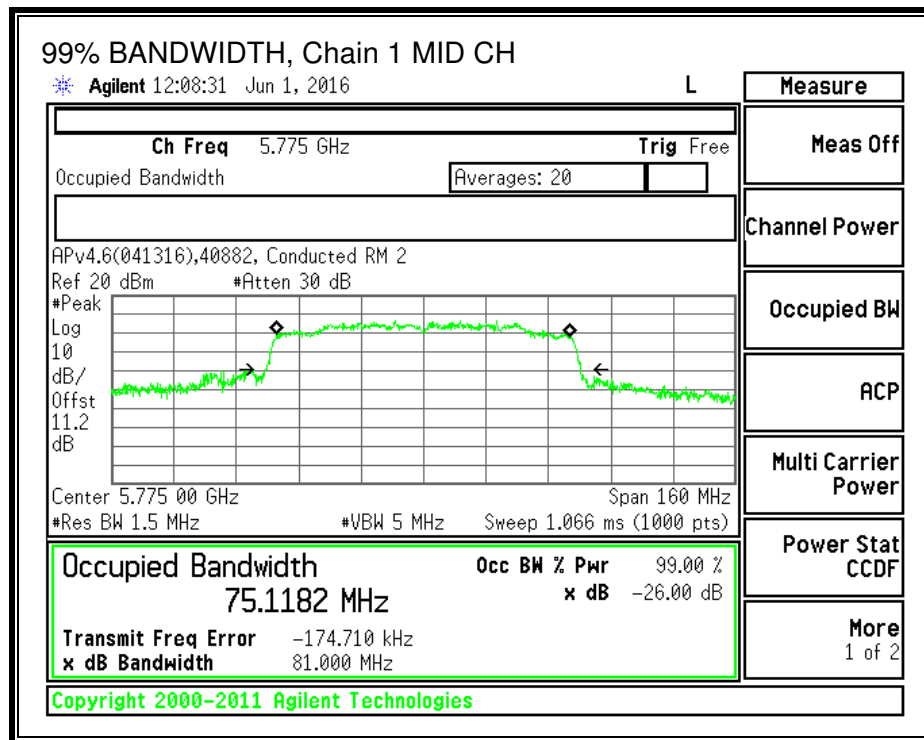 99% BANDWIDTH, Chain 1 MID CH
Agilent 12:08:31 Jun 1, 2016 L
Measure
Ch Freq 5.775 GHz Trig Free
Meas Off
Occupied Bandwidth Averages: 20
Channel Power
APv4.6(041316),40882, Conducted RM 2
Ref 20 dBm #Atten 30 dB
#Peak
Log
10
dB/
Offst
11.2
dB
Occupied BW
ACP
Multi Carrier
Power
Center 5.775 00 GHz Span 160 MHz
#Res BW 1.5 MHz #VBW 5 MHz Sweep 1.066 ms (1000 pts)
Power Stat
CCDF
Occupied Bandwidth Occ BW % Pwr 99.00 %
75.1182 MHz x dB -26.00 dB
Transmit Freq Error -174.710 kHz
x dB Bandwidth 81.000 MHz
More
1 of 2
Copyright 2000-2011 Agilent Technologies